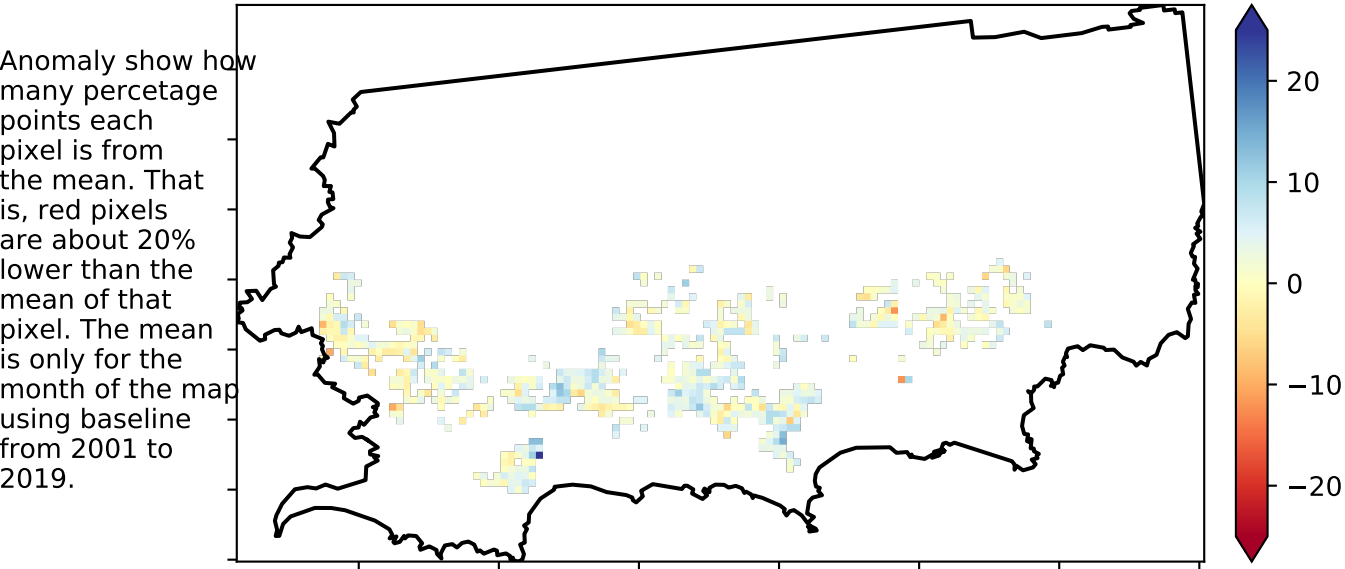 Anomaly show how
many percetage
points each
pixel is from
the mean. That
is, red pixels
are about 20%
lower than the
mean of that
pixel. The mean
is only for the
month of the map
using baseline
from 2001 to
2019.
20
10
0
−10
−20